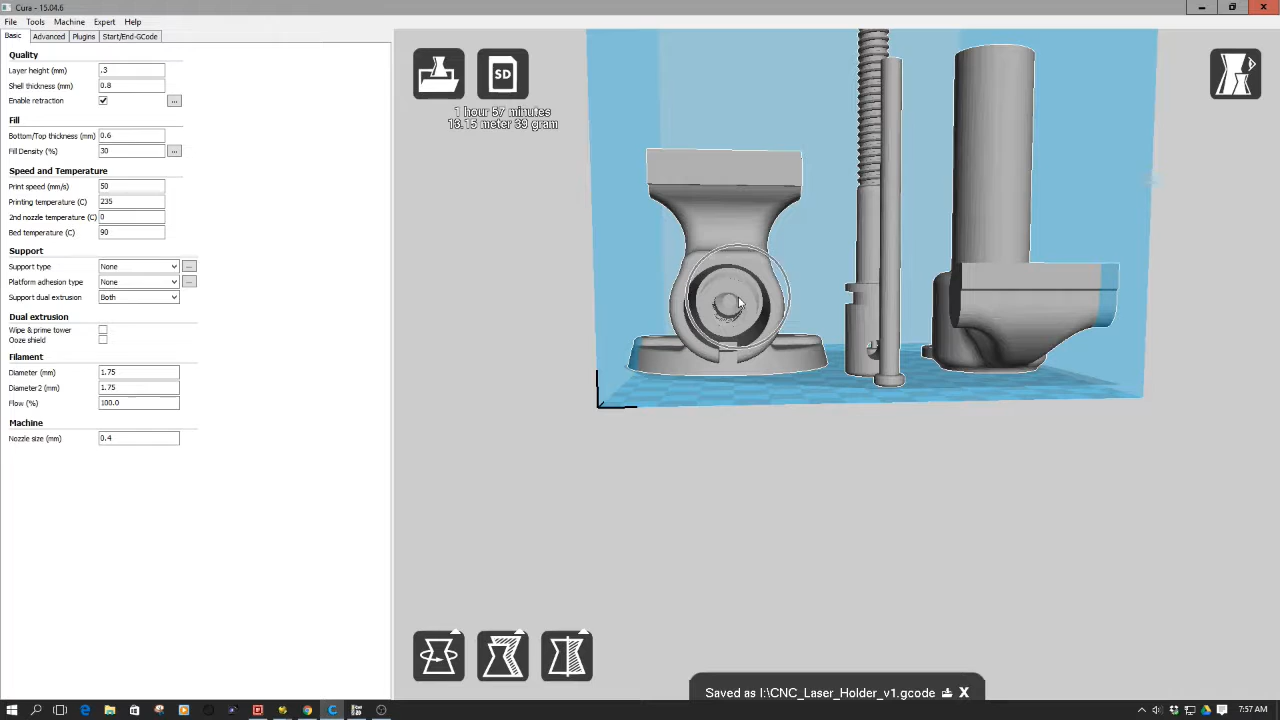 Cura - 15.04.6
File Tools Machine Expert Help
Basic Advanced Plugins Start/End-GCode
Quality
Layer height (mm) .3
Shell thickness (mm) 0.8
Enable retraction ...
Fill
Bottom/Top thickness (mm) 0.6
Fill Density (%) 30 ...
Speed and Temperature
Print speed (mm/s) 50
Printing temperature (C) 235
2nd nozzle temperature (C) 0
Bed temperature (C) 90
Support
Support type None ...
Platform adhesion type None ...
Support dual extrusion Both
Dual extrusion
Wipe & prime tower
Ooze shield
Filament
Diameter (mm) 1.75
Diameter2 (mm) 1.75
Flow (%) 100.0
Machine
Nozzle size (mm) 0.4
SD
1 hour 57 minutes
13.15 meter 39 gram
Saved as I:\CNC_Laser_Holder_v1.gcode
7:57 AM